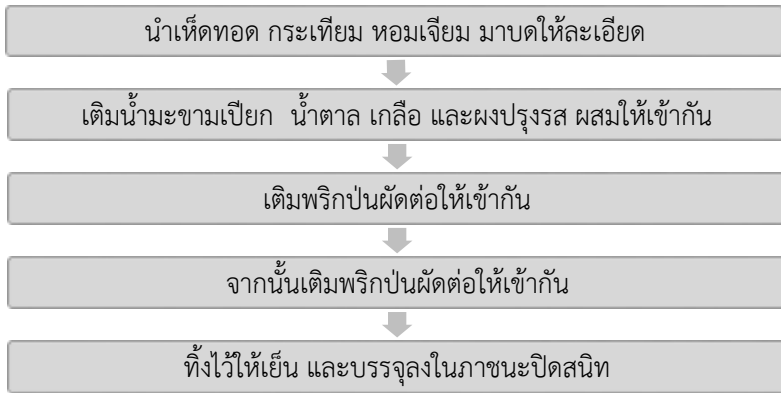 นำเห็ดทอด กระเทียม หอมเจียม มาบดให้ละเอียด
เติมน้ำมะขามเปียก น้ำตาล เกลือ และผงปรุงรส ผสมให้เข้ากัน
เติมพริกป่นผัดต่อให้เข้ากัน
จากนั้นเติมพริกป่นผัดต่อให้เข้ากัน
ทิ้งไว้ให้เย็น และบรรจุลงในภาชนะปิดสนิท